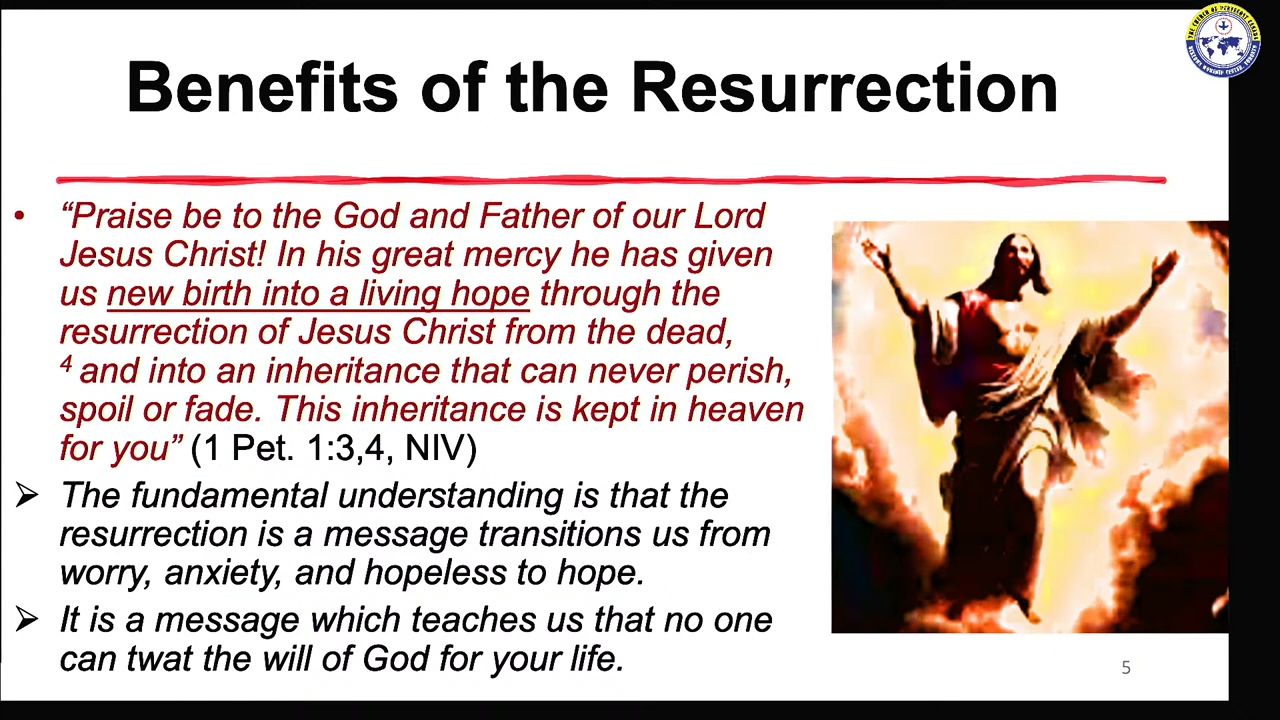 Benefits of the Resurrection
• “Praise be to the God and Father of our Lord
Jesus Christ! In his great mercy he has given
us new birth into a living hope through the
resurrection of Jesus Christ from the dead,
4 and into an inheritance that can never perish,
spoil or fade. This inheritance is kept in heaven
for you” (1 Pet. 1:3,4, NIV)
➢ The fundamental understanding is that the
resurrection is a message transitions us from
worry, anxiety, and hopeless to hope.
➢ It is a message which teaches us that no one
can twat the will of God for your life.
5